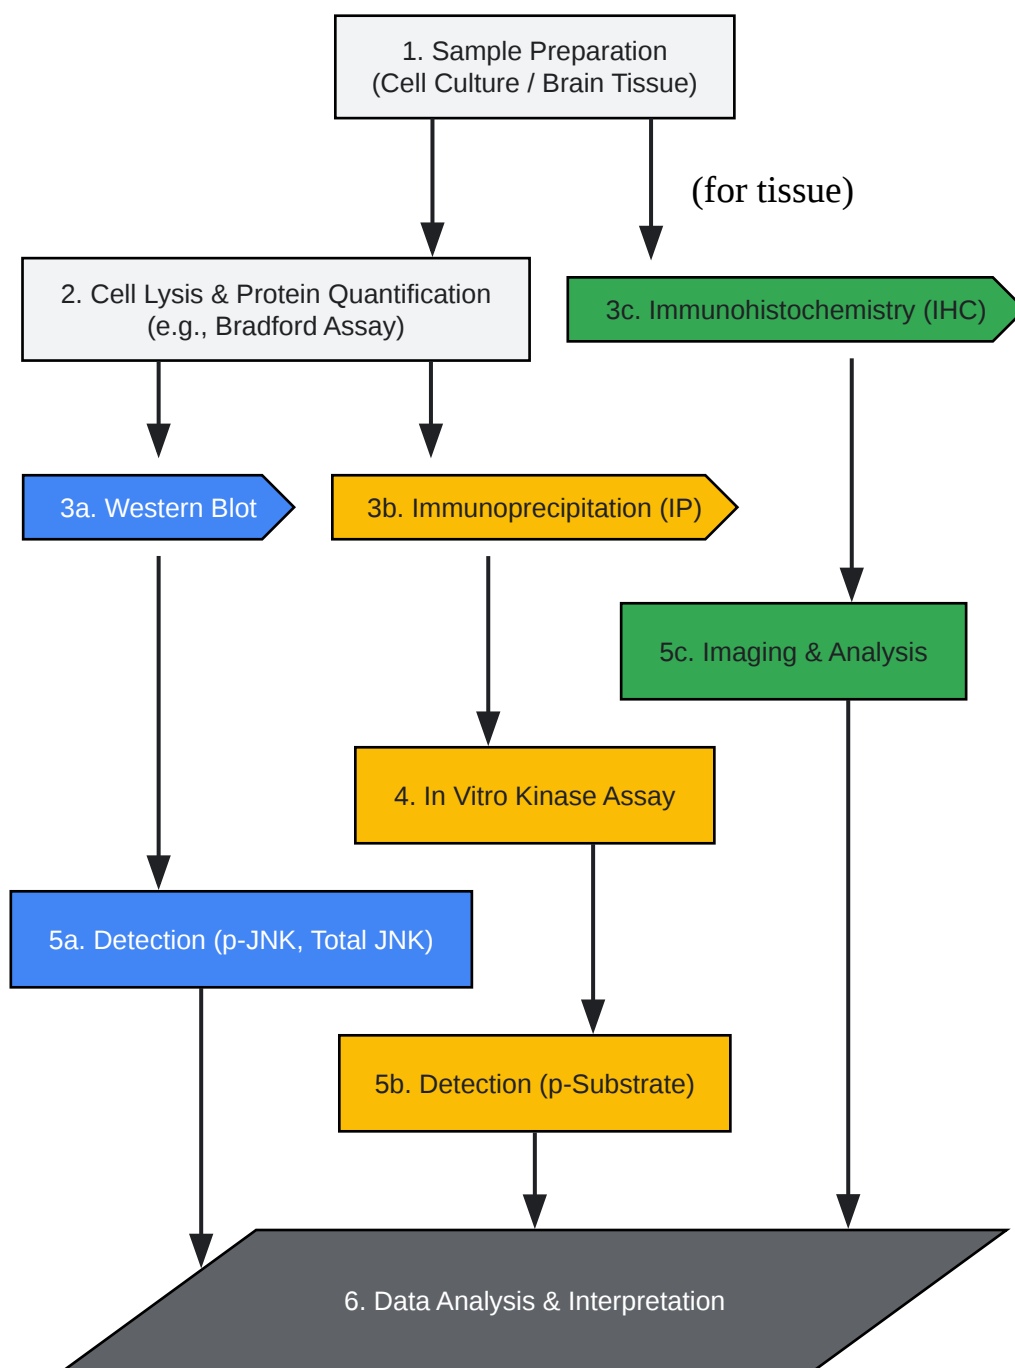 1. Sample Preparation
(Cell Culture / Brain Tissue)
(for tissue)
2. Cell Lysis & Protein Quantification
(e.g., Bradford Assay)
3c. Immunohistochemistry (IHC)
3a. Western Blot
3b. Immunoprecipitation (IP)
5c. Imaging & Analysis
4. In Vitro Kinase Assay
5a. Detection (p-JNK, Total JNK)
5b. Detection (p-Substrate)
6. Data Analysis & Interpretation